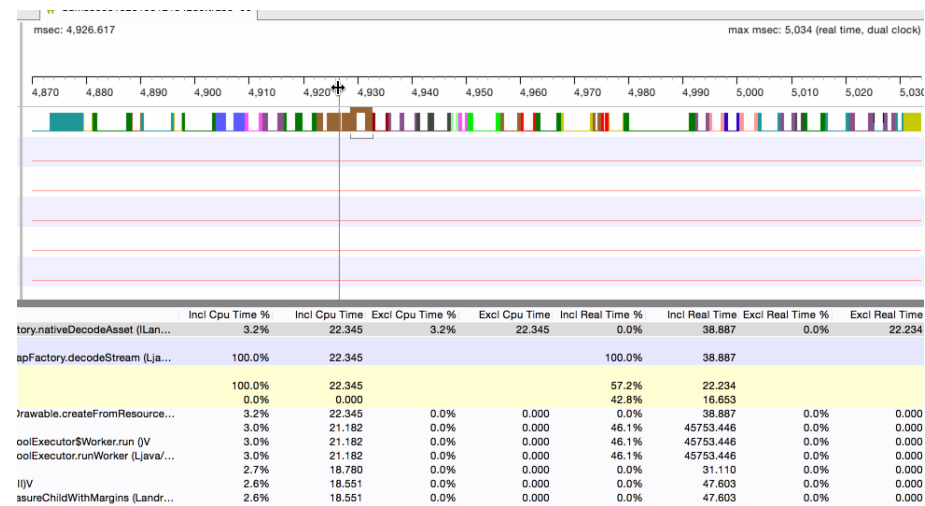 msec: 4,926.617 max msec: 5,034 (real time, dual clock)
4,870 4,880 4,890 4,900 4,910 4,920 4,930 4,940 4,950 4,960 4,970 4,980 4,990 5,000 5,010 5,020 5,030
Incl Cpu Time % Incl Cpu Time Excl Cpu Time % Excl Cpu Time Incl Real Time % Incl Real Time Excl Real Time % Excl Real Time
tory.nativeDecodeAsset (ILan... 3.2% 22.345 3.2% 22.345 0.0% 38.887 0.0% 22.234
apFactory.decodeStream (Lja... 100.0% 22.345 100.0% 38.887
100.0% 22.345 57.2% 22.234
0.0% 0.000 42.8% 16.653
Drawable.createFromResource... 3.2% 22.345 0.0% 0.000 0.0% 38.887 0.0% 0.000
3.0% 21.182 0.0% 0.000 46.1% 45753.446 0.0% 0.000
oolExecutor$Worker.run ()V 3.0% 21.182 0.0% 0.000 46.1% 45753.446 0.0% 0.000
oolExecutor.runWorker (Ljava/... 3.0% 21.182 0.0% 0.000 46.1% 45753.446 0.0% 0.000
2.7% 18.780 0.0% 0.000 0.0% 31.110 0.0% 0.000
II)V 2.6% 18.551 0.0% 0.000 0.0% 47.603 0.0% 0.000
asureChildWithMargins (Landr... 2.6% 18.551 0.0% 0.000 0.0% 47.603 0.0% 0.000